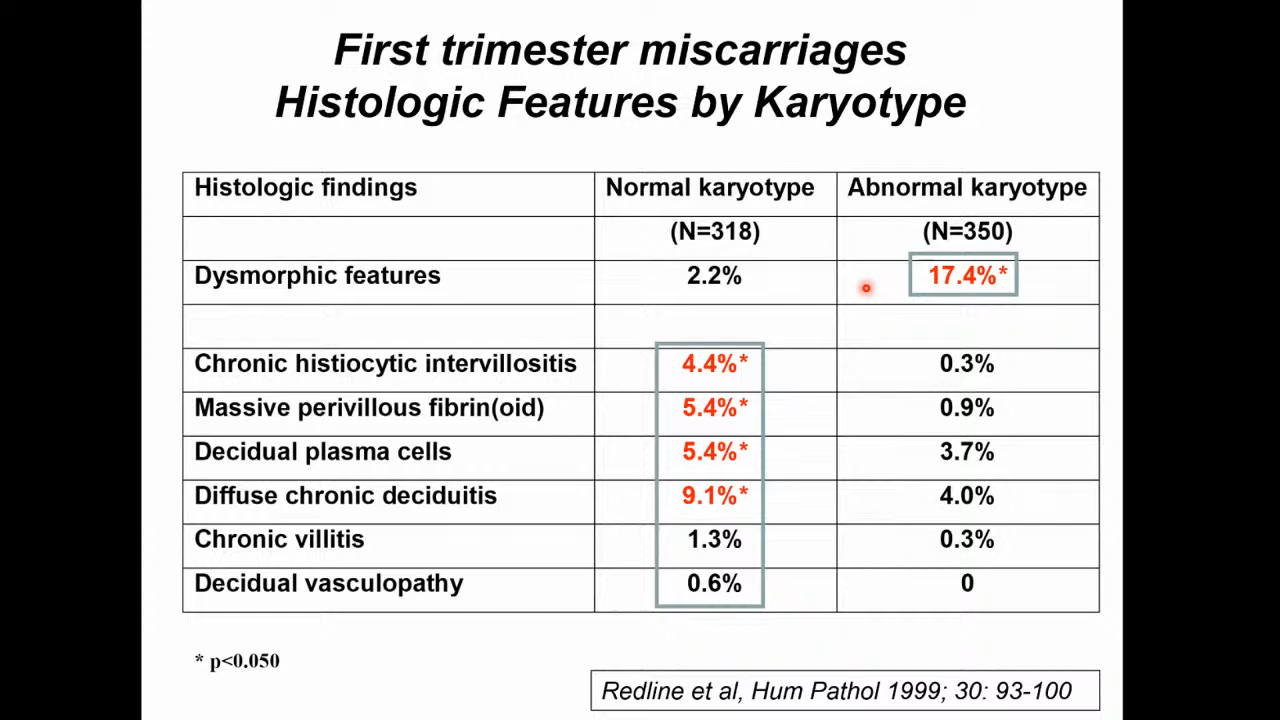 First trimester miscarriages
Histologic Features by Karyotype
Histologic findings Normal karyotype Abnormal karyotype
(N=318) (N=350)
Dysmorphic features 2.2% 17.4%*
Chronic histiocytic intervillositis 4.4%* 0.3%
Massive perivillous fibrin(oid) 5.4%* 0.9%
Decidual plasma cells 5.4%* 3.7%
Diffuse chronic deciduitis 9.1%* 4.0%
Chronic villitis 1.3% 0.3%
Decidual vasculopathy 0.6% 0
* p<0.050
Redline et al, Hum Pathol 1999; 30: 93-100